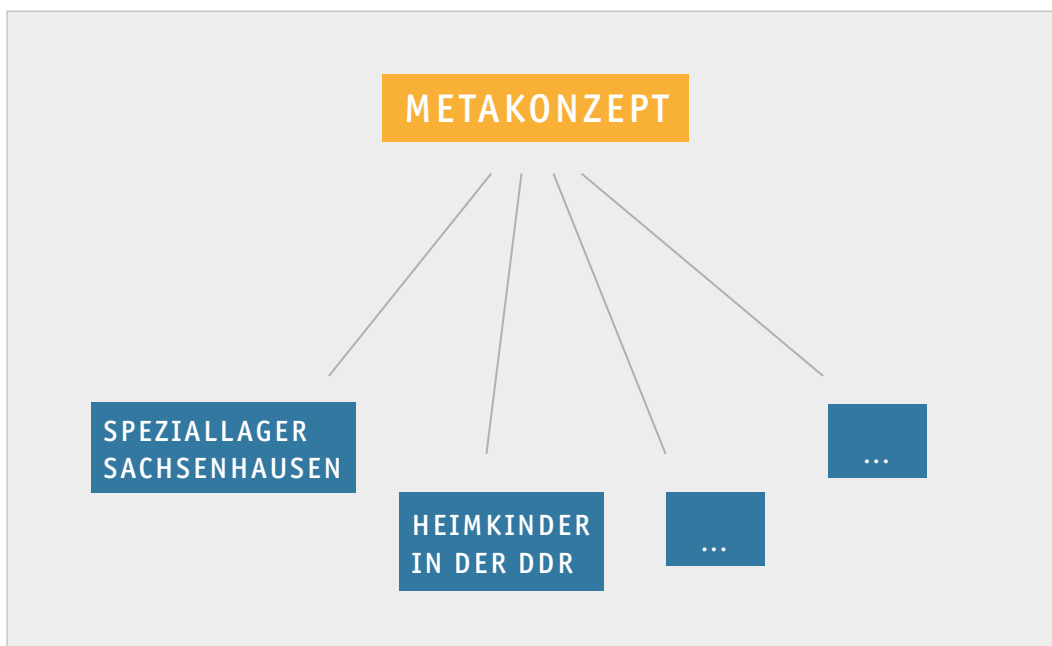 METAKONZEPT
SPEZIALLAGER
SACHSENHAUSEN
HEIMKINDER
IN DER DDR
...
...